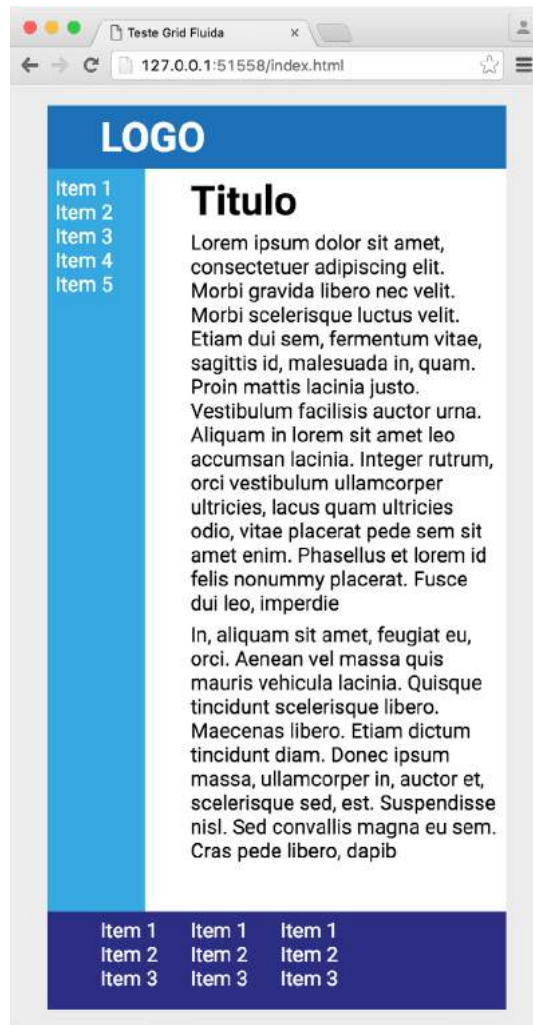 Teste Grid Fluida
127.0.0.1:51558/index.html
LOGO
Item 1
Item 2
Item 3
Item 4
Item 5
Titulo
Lorem ipsum dolor sit amet,
consectetuer adipiscing elit.
Morbi gravida libero nec velit.
Morbi scelerisque luctus velit.
Etiam dui sem, fermentum vitae,
sagittis id, malesuada in, quam.
Proin mattis lacinia justo.
Vestibulum facilisis auctor urna.
Aliquam in lorem sit amet leo
accumsan lacinia. Integer rutrum,
orci vestibulum ullamcorper
ultricies, lacus quam ultricies
odio, vitae placerat pede sem sit
amet enim. Phasellus et lorem id
felis nonummy placerat. Fusce
dui leo, imperdie
In, aliquam sit amet, feugiat eu,
orci. Aenean vel massa quis
mauris vehicula lacinia. Quisque
tincidunt scelerisque libero.
Maecenas libero. Etiam dictum
tincidunt diam. Donec ipsum
massa, ullamcorper in, auctor et,
scelerisque sed, est. Suspendisse
nisl. Sed convallis magna eu sem.
Cras pede libero, dapib
Item 1 Item 1 Item 1
Item 2 Item 2 Item 2
Item 3 Item 3 Item 3